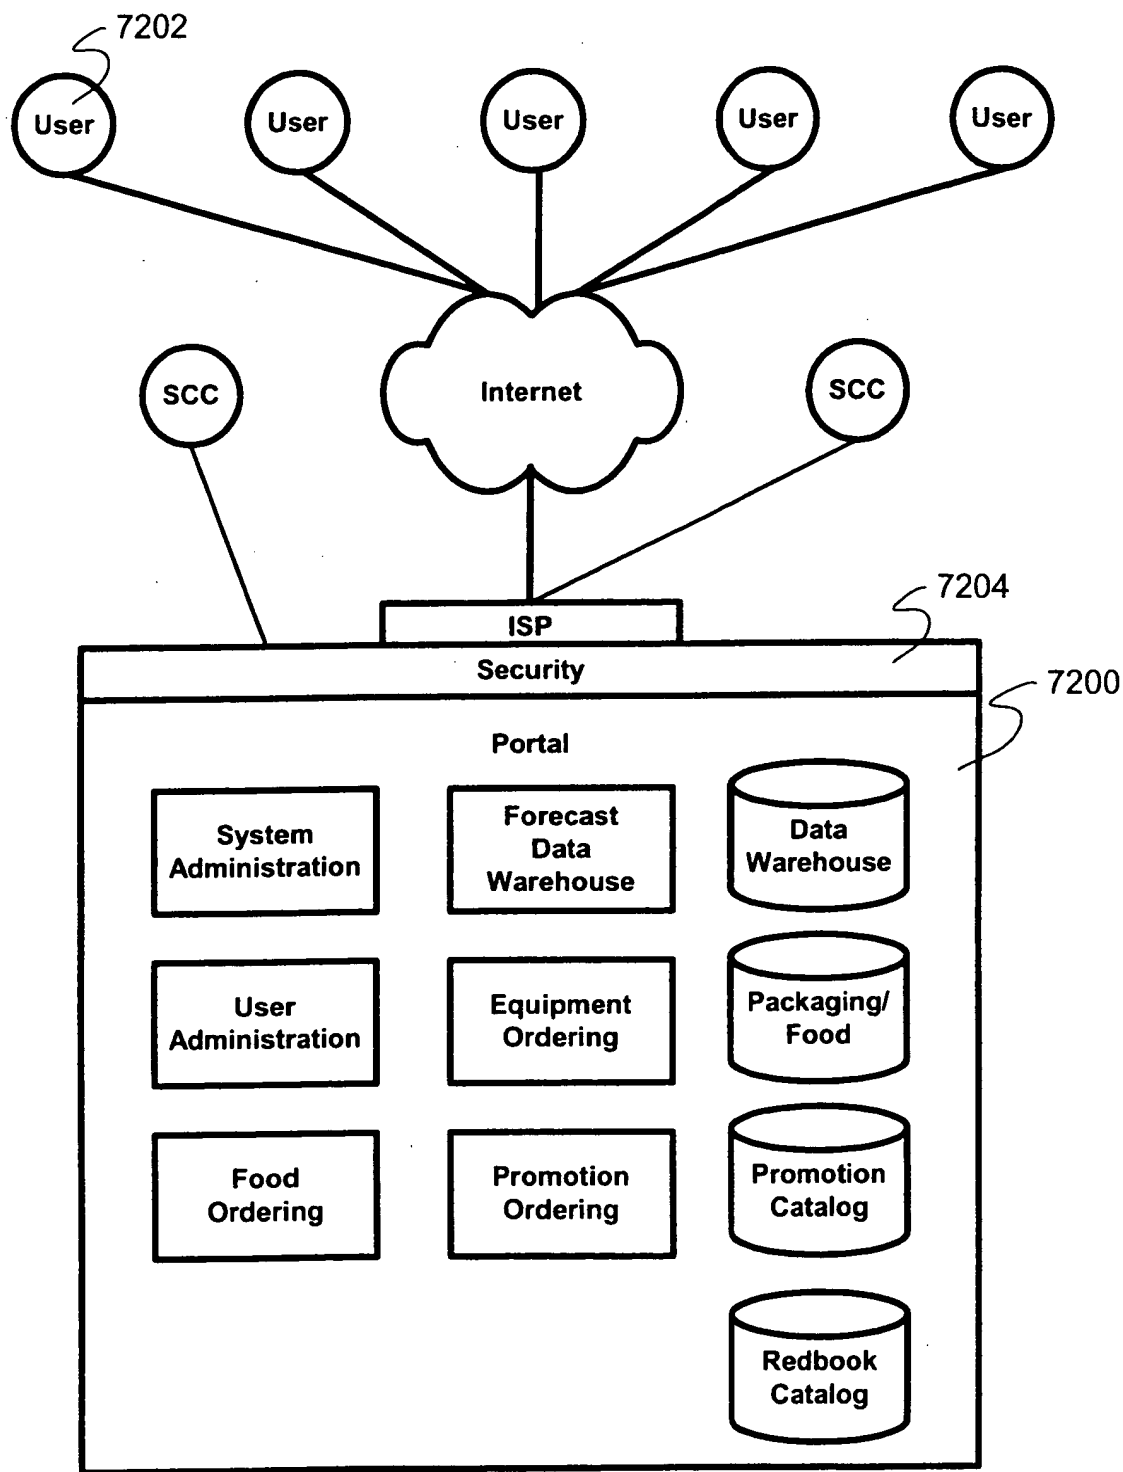 7202
User
User
User
User
User
SCC
Internet
SCC
7204
ISP
Security
7200
Portal
System
Administration
Forecast
Data
Warehouse
Data
Warehouse
User
Administration
Equipment
Ordering
Packaging/
Food
Food
Ordering
Promotion
Ordering
Promotion
Catalog
Redbook
Catalog